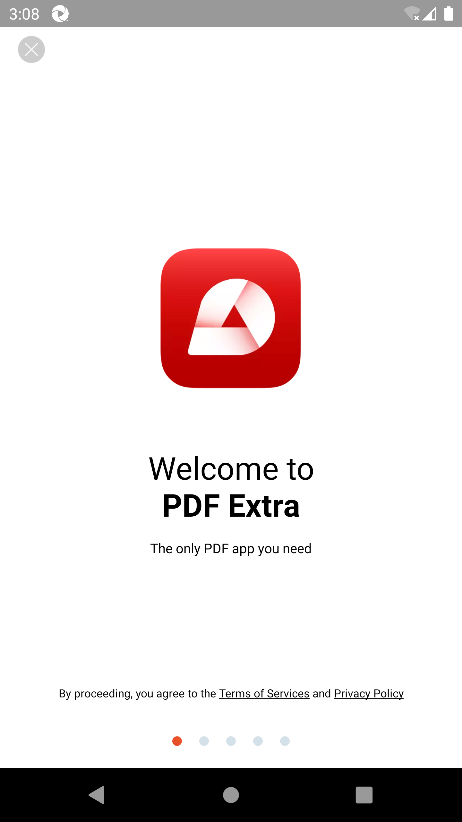 3:08
Welcome to
PDF Extra
The only PDF app you need
By proceeding, you agree to the Terms of Services and Privacy Policy